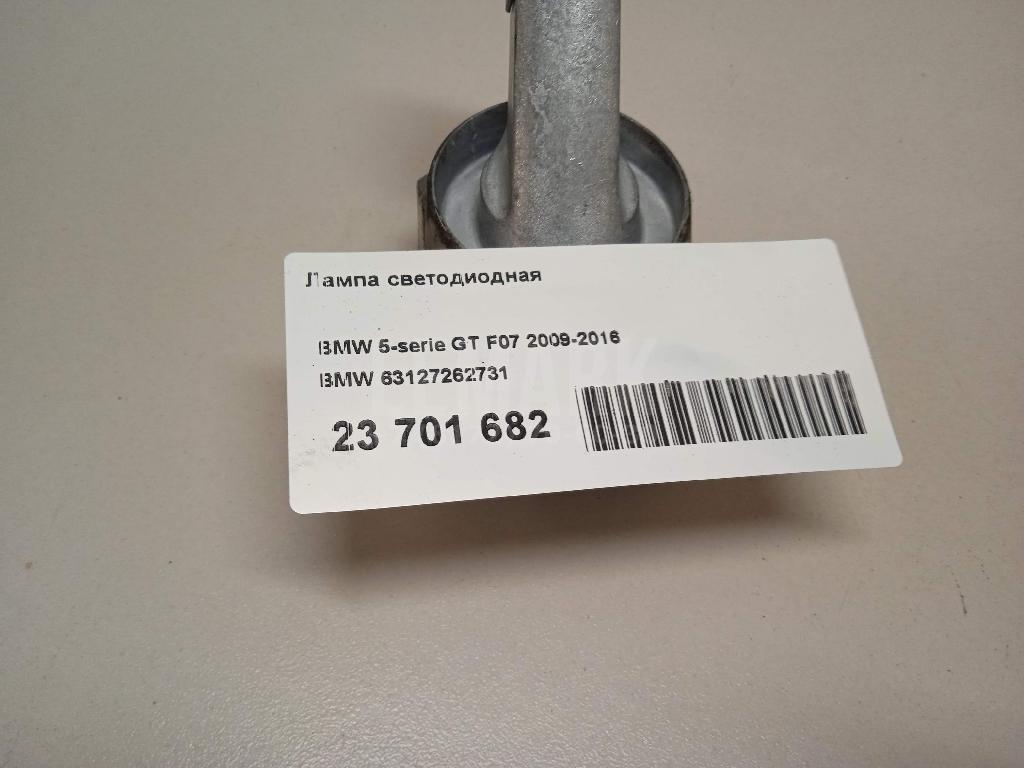 Лампа светодиодная
BMW 5-serie GT F07 2009-2016
BMW 63127262731
23 701 682